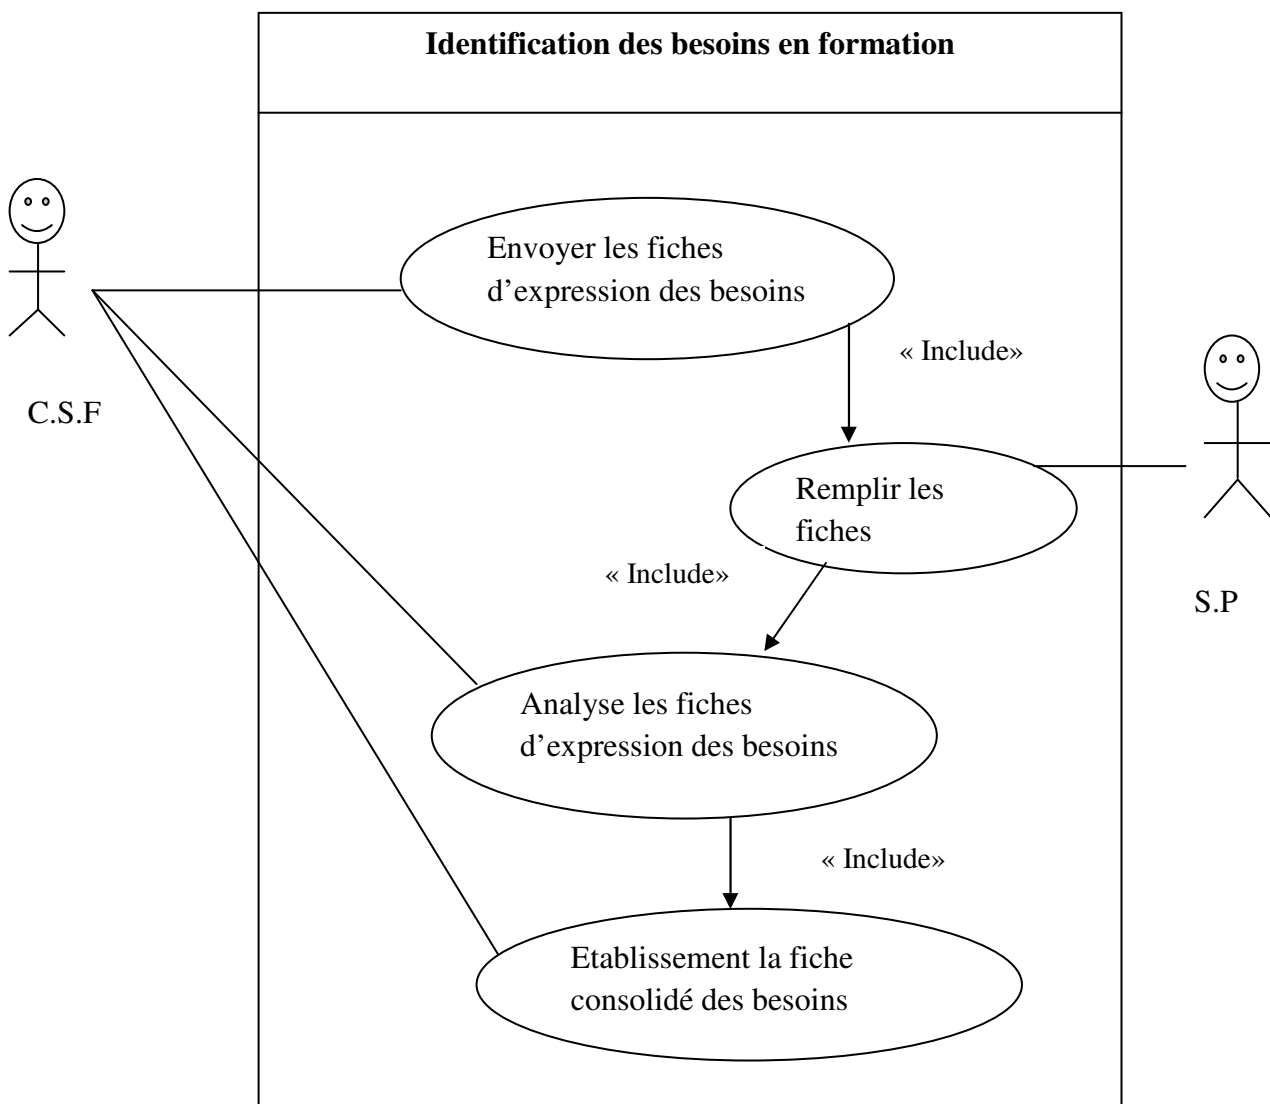 Identification des besoins en formation
Envoyer les fiches
d’expression des besoins
« Include»
C.S.F
Remplir les
fiches
« Include»
S.P
Analyse les fiches
d’expression des besoins
« Include»
Etablissement la fiche
consolidé des besoins